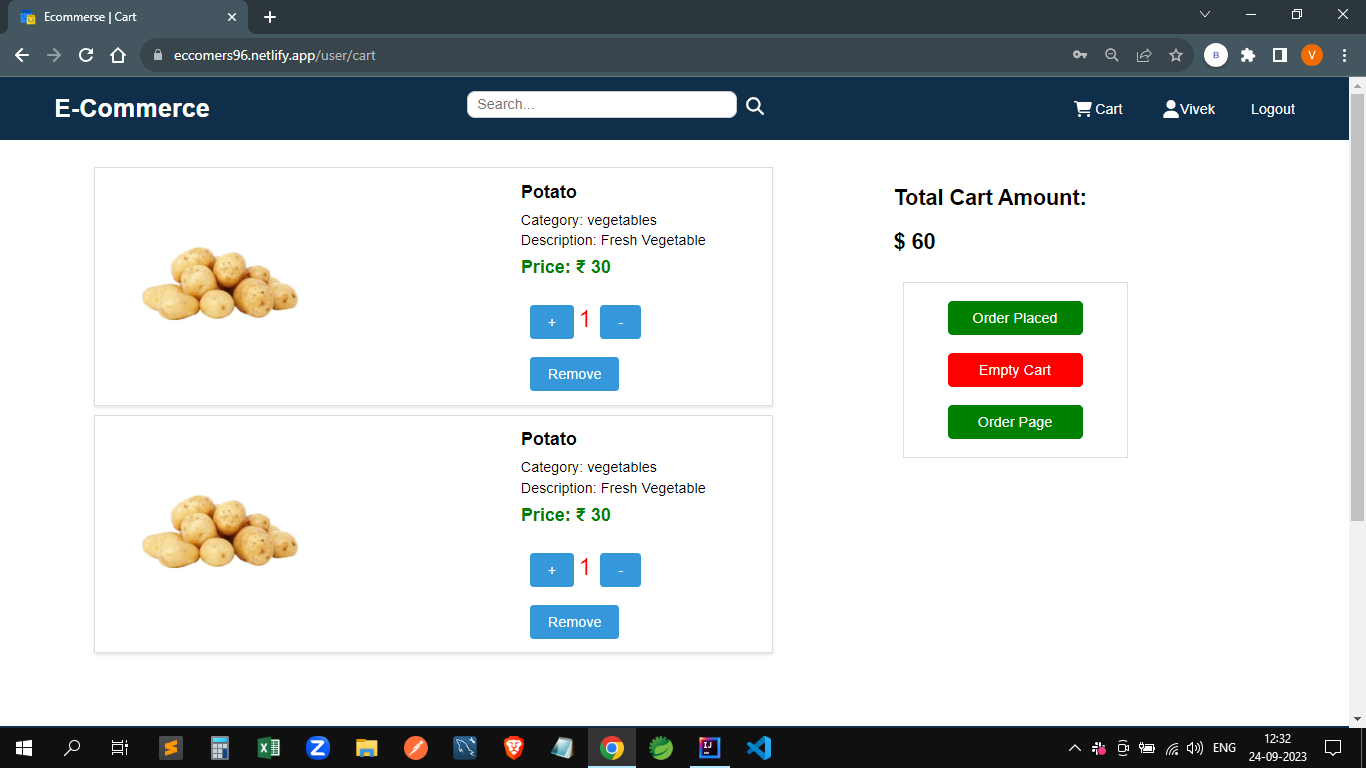 Ecommerse | Cart
eccomers96.netlify.app/user/cart
B
V
E-Commerce
Search...
Cart
Vivek
Logout
Potato
Category: vegetables
Description: Fresh Vegetable
Price: ₹ 30
+ 1 -
Remove
Potato
Category: vegetables
Description: Fresh Vegetable
Price: ₹ 30
+ 1 -
Remove
Total Cart Amount:
$ 60
Order Placed
Empty Cart
Order Page
ENG
12:32
24-09-2023